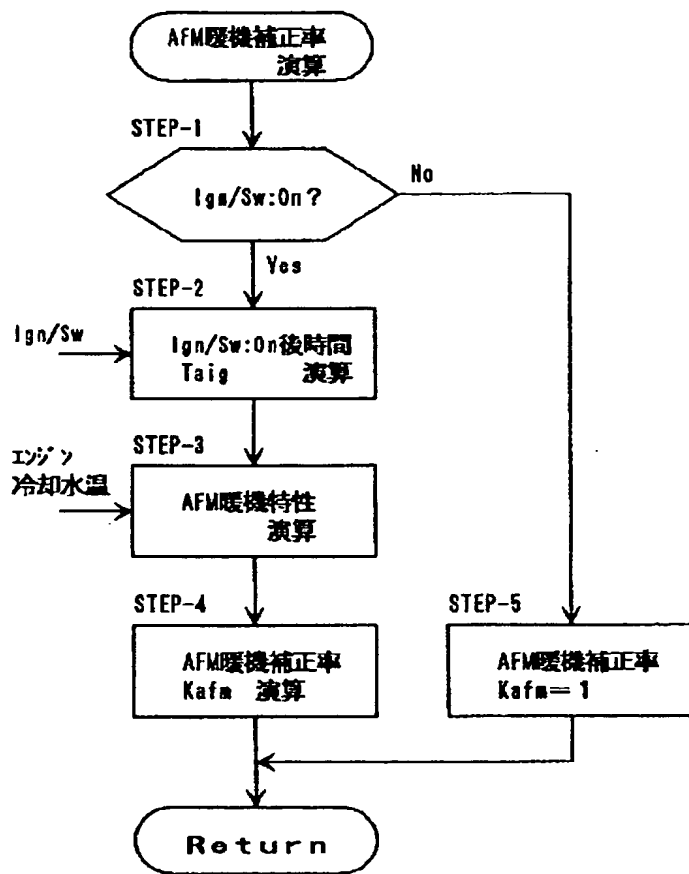 AFM暖機補正率
演算
STEP-1
Ign/Sw:On?
No
Yes
STEP-2
Ign/Sw
Ign/Sw:On後時間
Taig 演算
STEP-3
エンジン
冷却水温
AFM暖機特性
演算
STEP-4
AFM暖機補正率
Kafm 演算
STEP-5
AFM暖機補正率
Kafm=1
Return